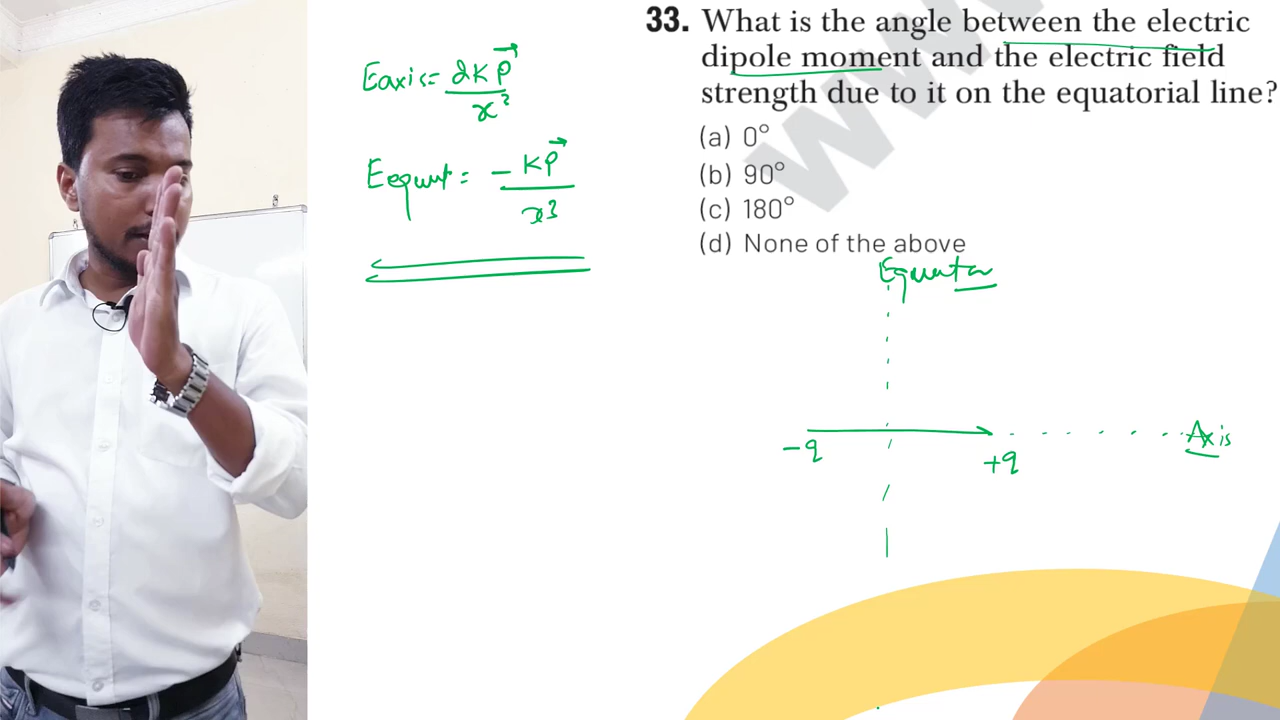 33. What is the angle between the electric
dipole moment and the electric field
strength due to it on the equatorial line?
(a) 0°
(b) 90°
(c) 180°
(d) None of the above
Eaxis = 2KP
x³
Eequat = -KP
x³
Equator
-q
+q
Axis